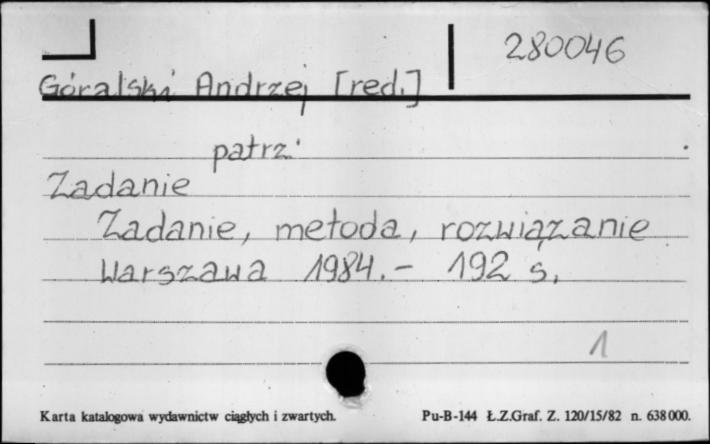 280046
Góralski Andrzej [red.]
patrz:
Zadanie
Zadanie, metoda, rozwiązanie
Warszawa 1984.- 192 s.
1
Karta katalogowa wydawnictw ciągłych i zwartych. Pu-B-144 Ł.Z.Graf. Z. 120/15/82 n. 638000.